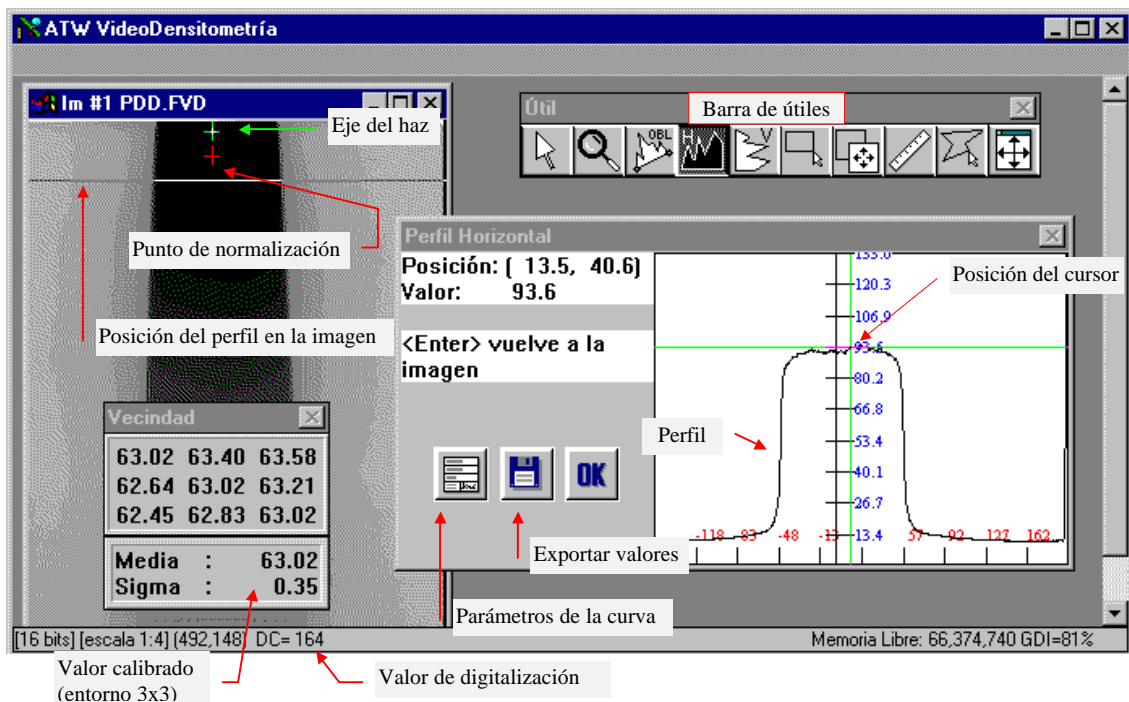 ATW VideoDensitometría
Im #1 PDD.FVD
Eje del haz
Útil
Barra de útiles
OBL
H
V
Punto de normalización
Posición del perfil en la imagen
Perfil Horizontal
Posición: ( 13.5, 40.6)
Valor: 93.6
<Enter> vuelve a la
imagen
OK
Exportar valores
Parámetros de la curva
Posición del cursor
Perfil
133.6
120.3
106.9
93.6
80.2
66.8
53.4
40.1
26.7
13.4
-118 -83 -48 -13 57 92 127 162
Vecindad
63.02 63.40 63.58
62.64 63.02 63.21
62.45 62.83 63.02
Media : 63.02
Sigma : 0.35
[16 bits] [escala 1:4] (492,148) DC= 164
Memoria Libre: 66,374,740 GDI=81%
Valor calibrado
(entorno 3x3)
Valor de digitalización